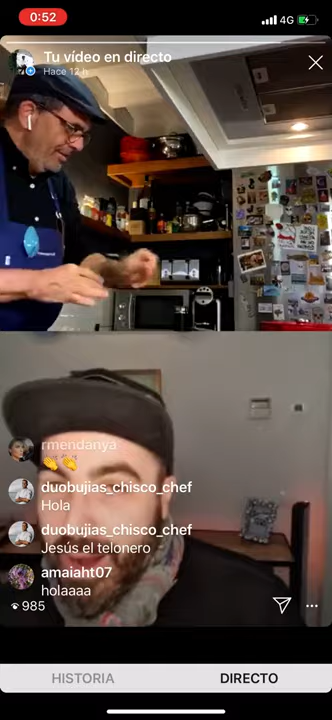 0:52
4G
Tu vídeo en directo
Hace 12 h
rmendanya
👏👏
duobujias_chisco_chef
Hola
duobujias_chisco_chef
Jesús el telonero
amaiaht07
holaaaa
985
HISTORIA
DIRECTO